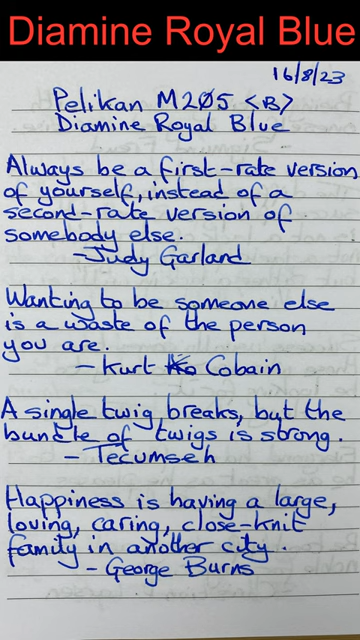 Diamine Royal Blue
16/8/23
Pelikan M205 <B>
Diamine Royal Blue
Always be a first-rate version
of yourself, instead of a
second-rate version of
somebody else.
-Judy Garland
Wanting to be someone else
is a waste of the person
you are.
- Kurt Cobain
A single twig breaks, but the
bundle of twigs is strong.
- Tecumseh
Happiness is having a large,
loving, caring, close-knit
family in another city.
- George Burns